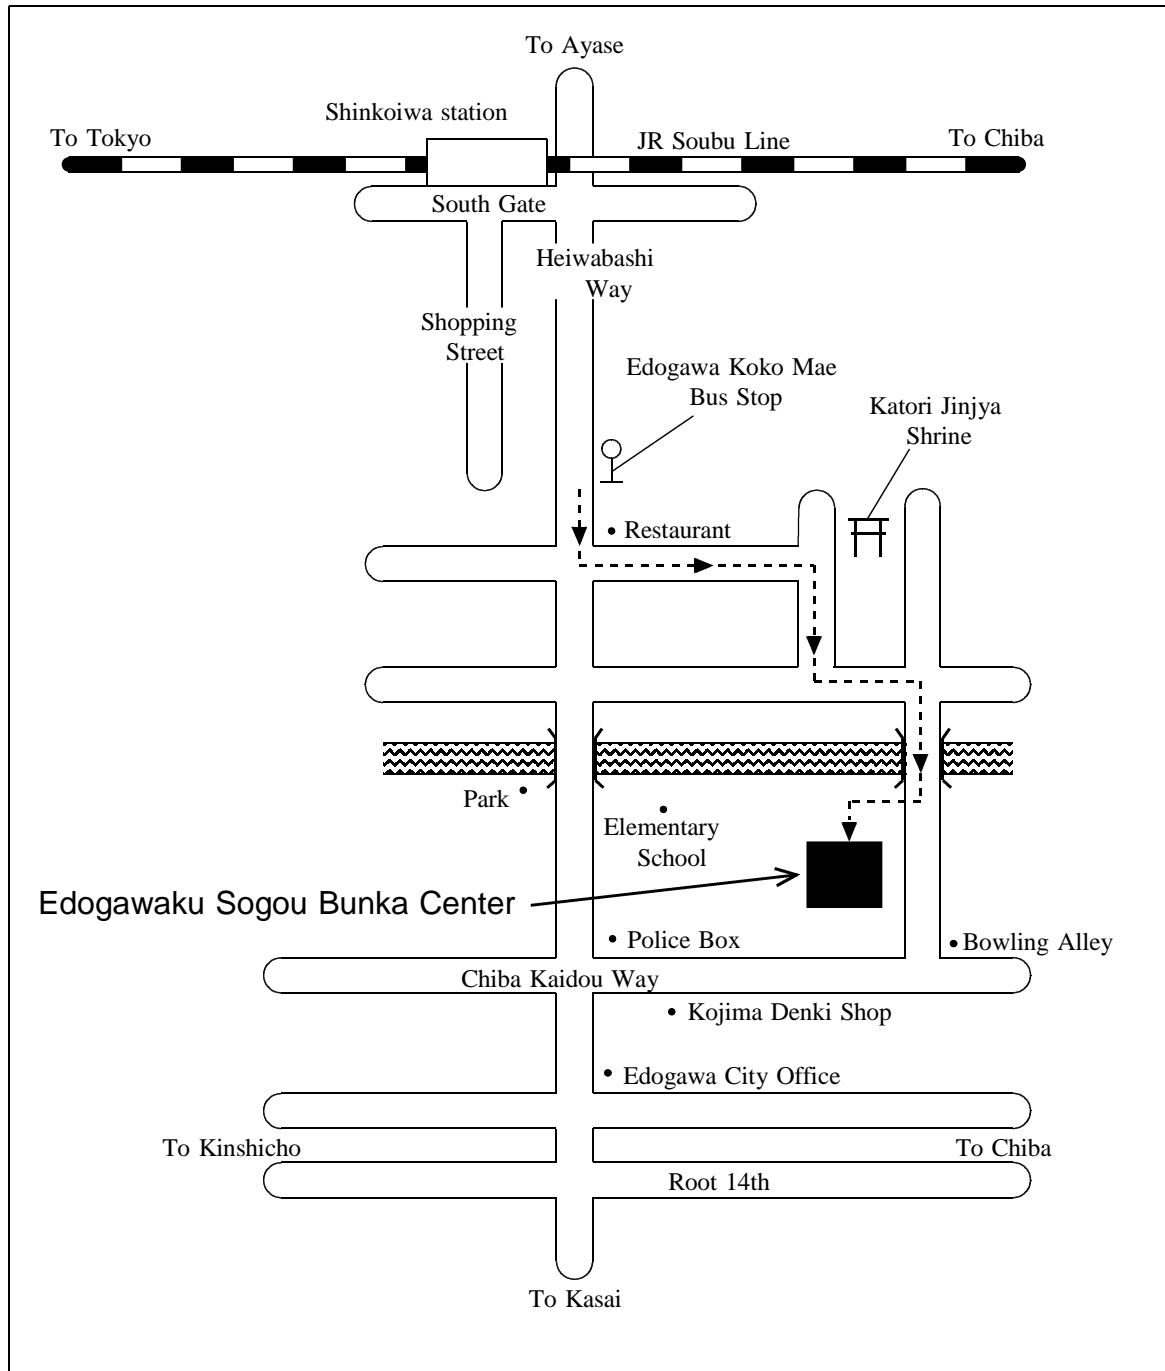 To Ayase
Shinkoiwa station
To Tokyo
JR Soubu Line
To Chiba
South Gate
Heiwabashi
Way
Shopping
Street
Edogawa Koko Mae
Bus Stop
Katori Jinjya
Shrine
Restaurant
Park
Elementary
School
Edogawaku Sogou Bunka Center
Police Box
Bowling Alley
Chiba Kaidou Way
Kojima Denki Shop
Edogawa City Office
To Kinshicho
To Chiba
Root 14th
To Kasai